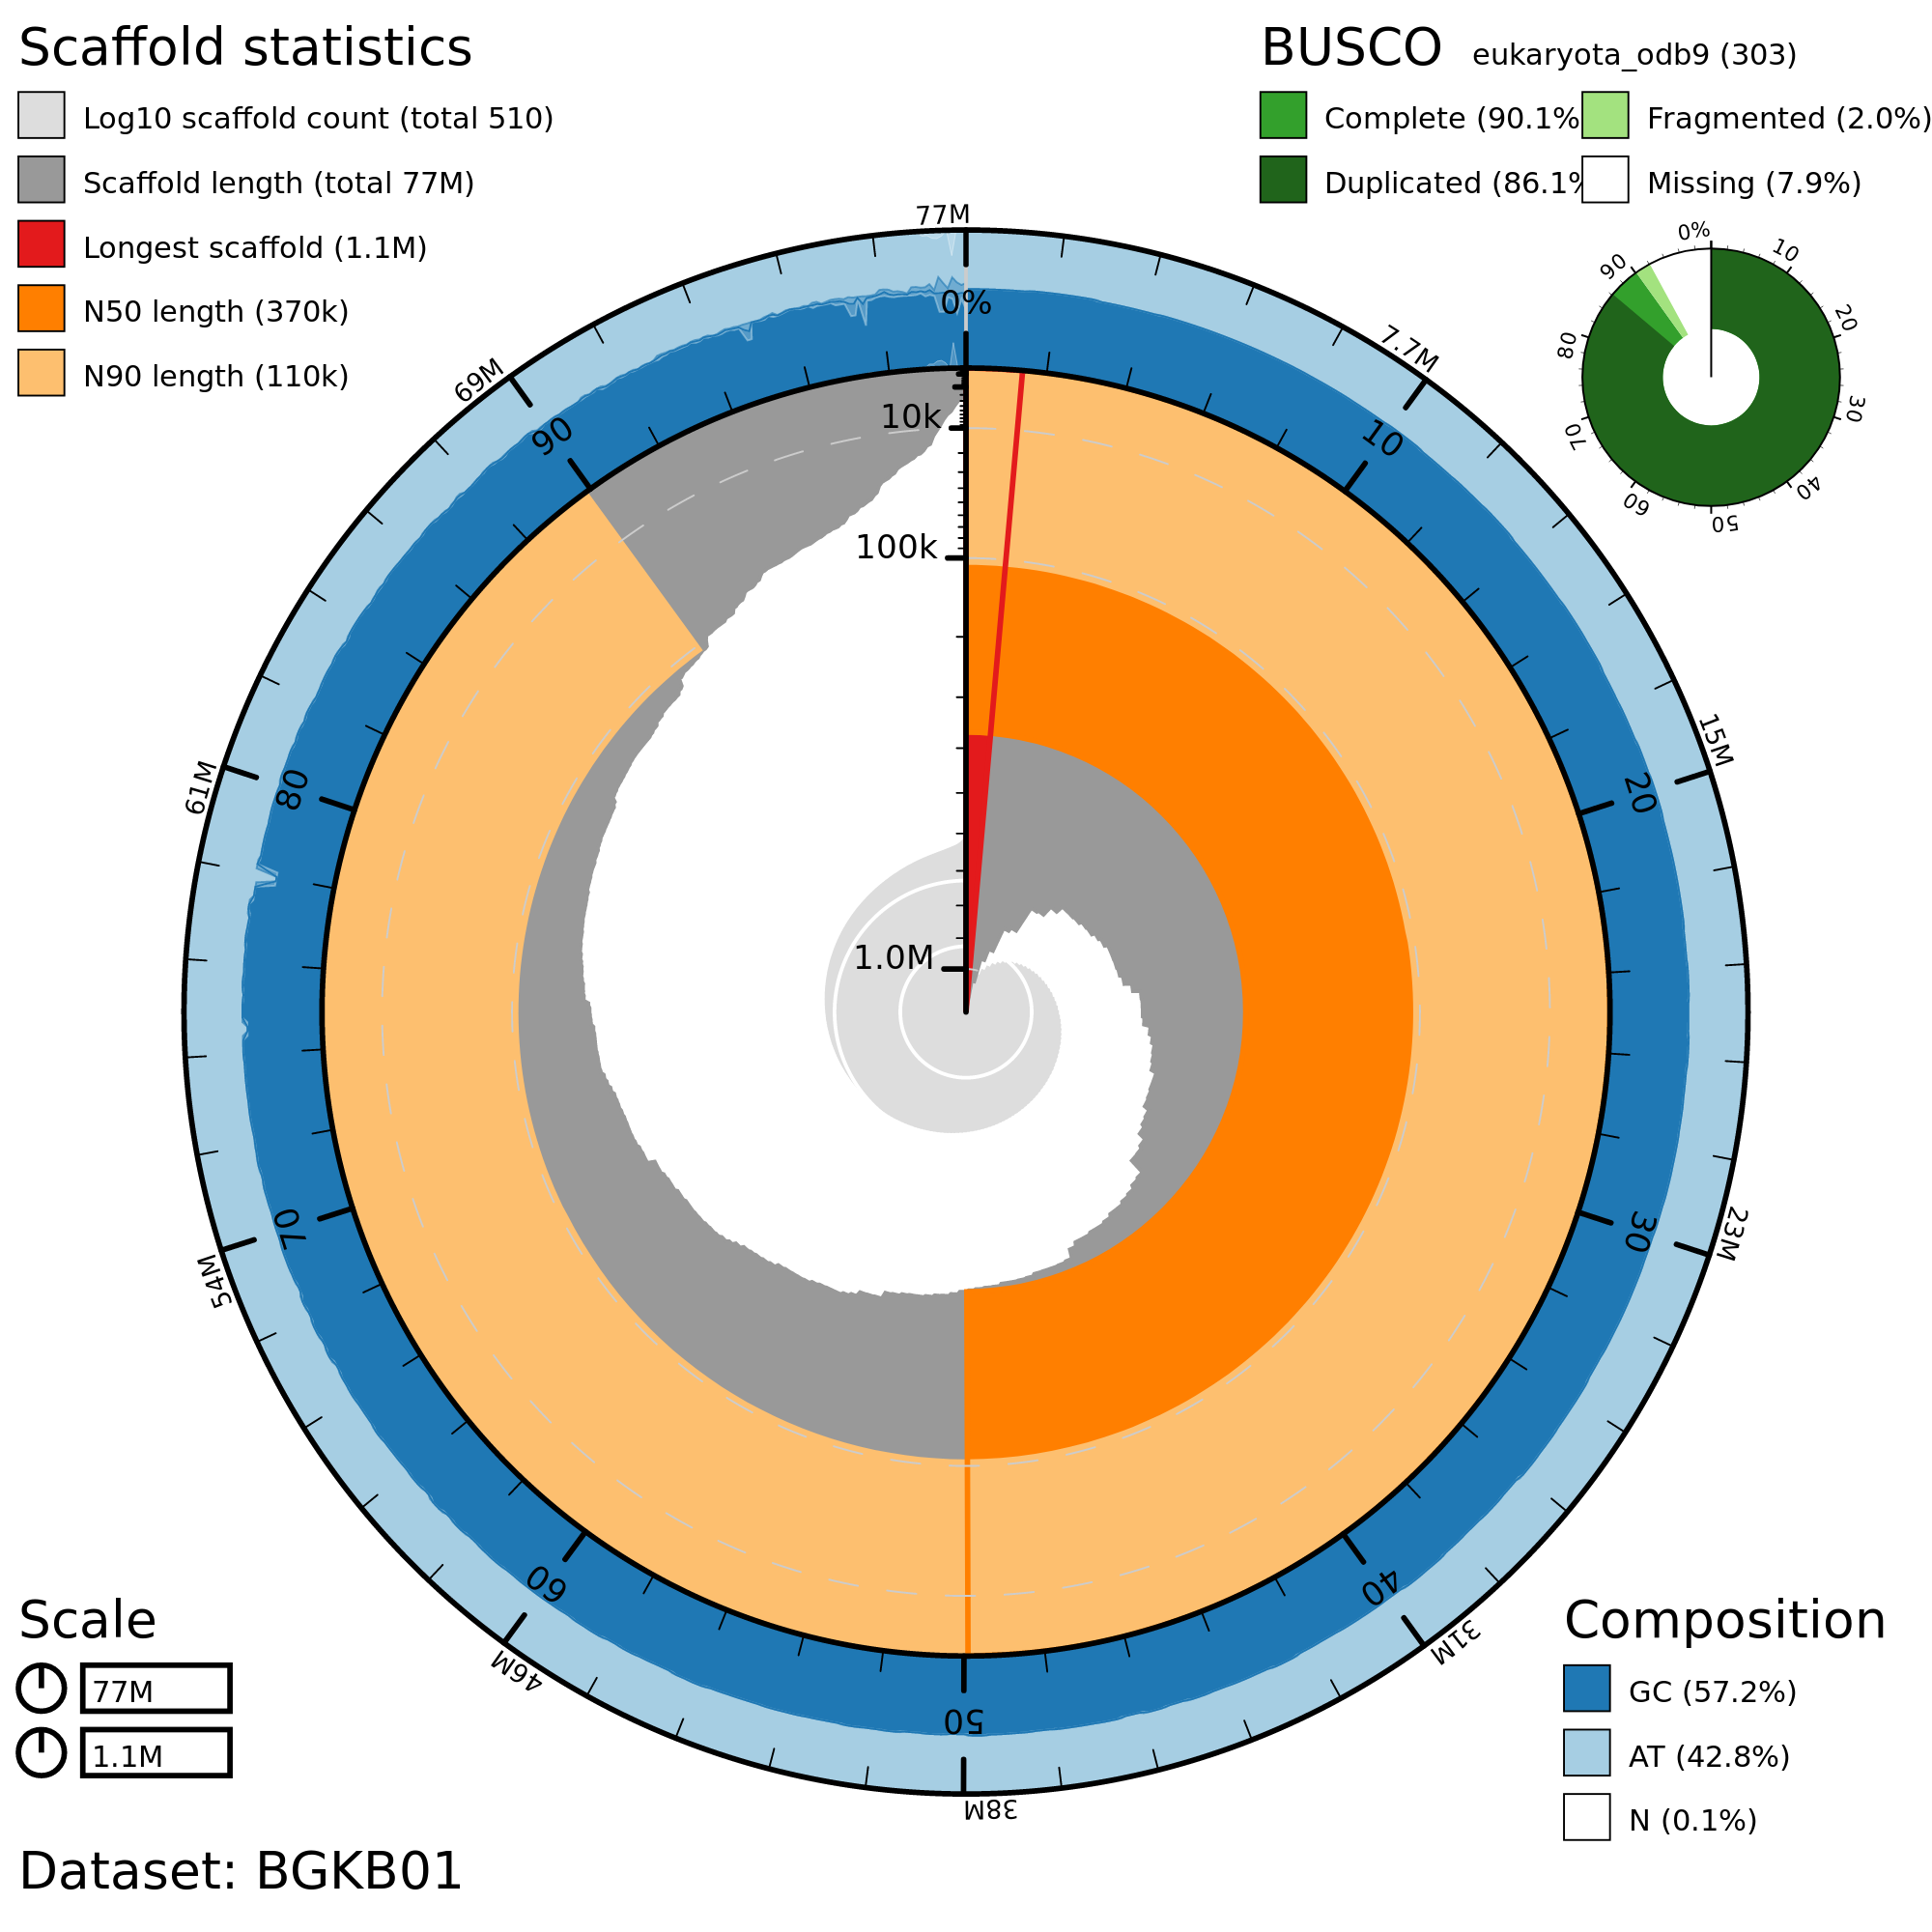 Scaffold statistics
Log10 scaffold count (total 510)
Scaffold length (total 77M)
Longest scaffold (1.1M)
N50 length (370k)
N90 length (110k)
BUSCO eukaryota_odb9 (303)
Complete (90.1%
Fragmented (2.0%)
Duplicated (86.1%
Missing (7.9%)
0%
10
20
30
40
50
60
70
80
90
77M
7.7M
15M
23M
31M
38M
46M
54M
61M
69M
0%
10
20
30
40
50
60
70
80
90
10k
100k
1.0M
Scale
77M
1.1M
Composition
GC (57.2%)
AT (42.8%)
N (0.1%)
Dataset: BGKB01